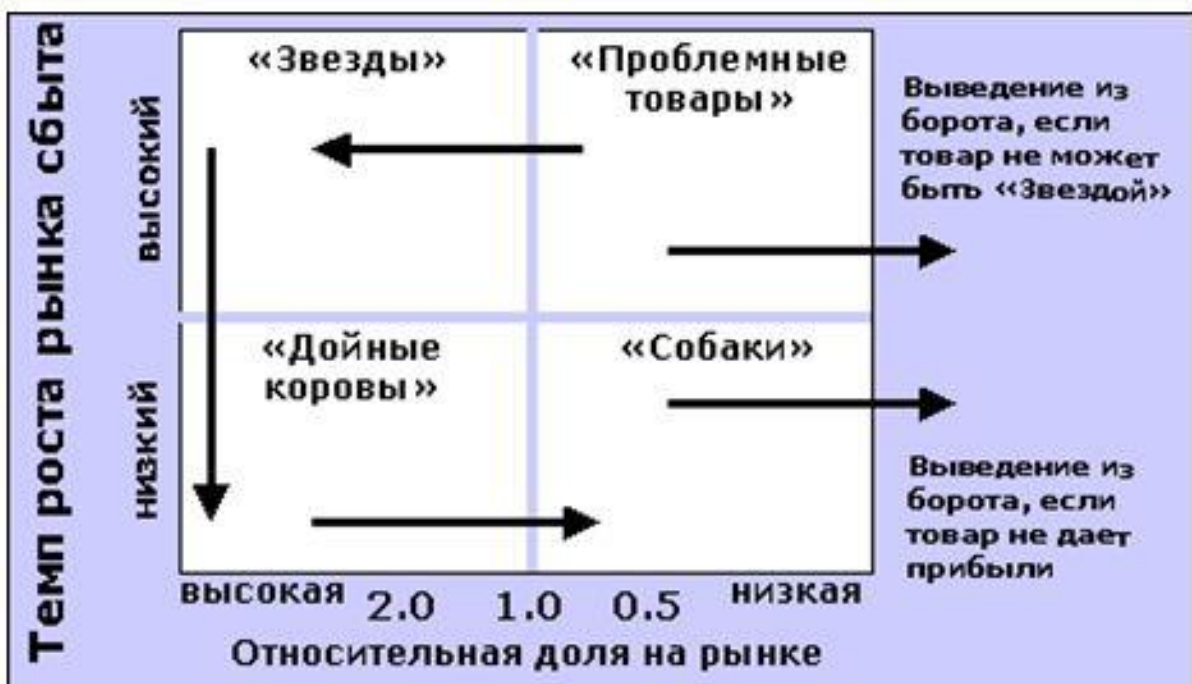 Темп роста рынка сбыта
высокий
низкий
«Звезды»
«Проблемные
товары»
Выведение из
борота, если
товар не может
быть «Звездой»
«Дойные
коровы»
«Собаки»
Выведение из
борота, если
товар не дает
прибыли
высокая 2.0 1.0 0.5 низкая
Относительная доля на рынке